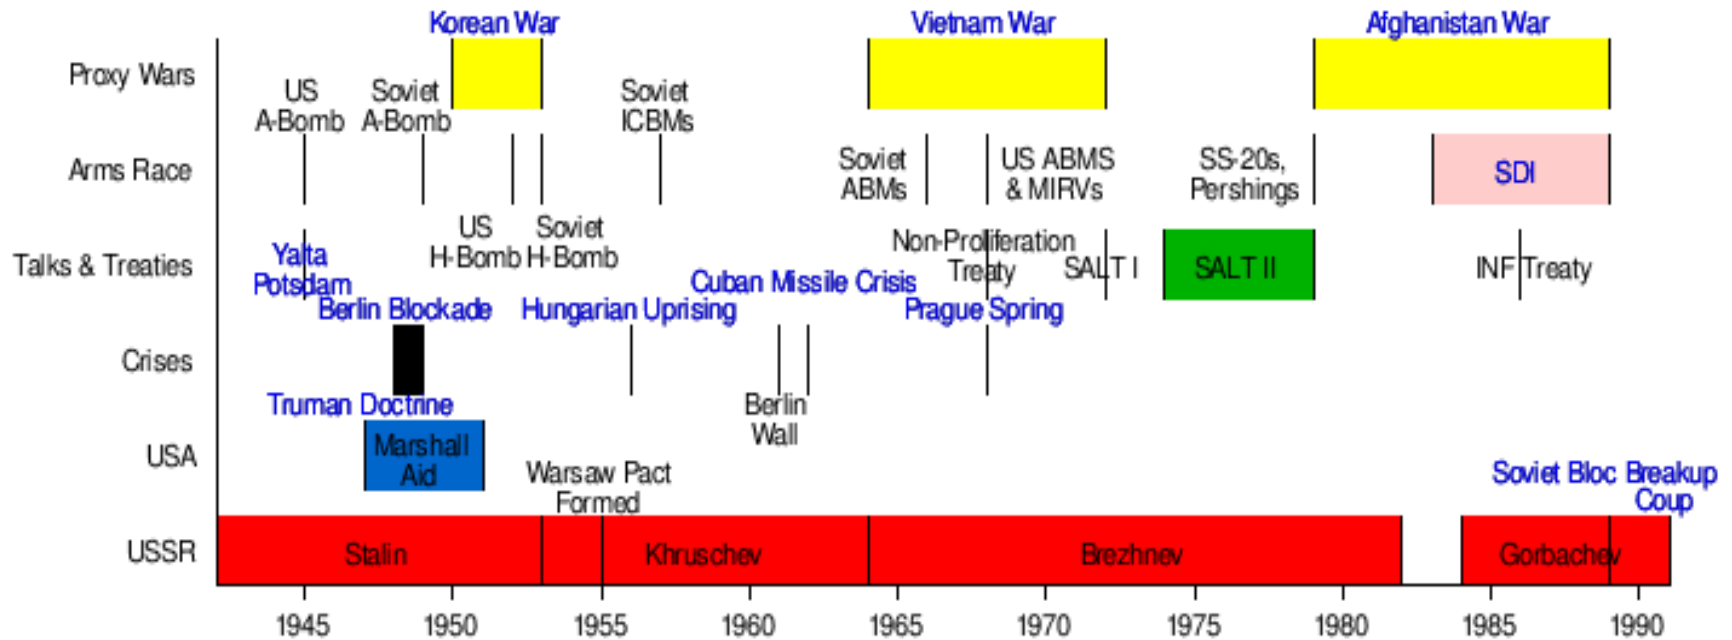 Korean War
Vietnam War
Afghanistan War
Proxy Wars
US
A-Bomb
Soviet
A-Bomb
Soviet
ICBMs
Arms Race
Soviet
ABMs
US ABMS
& MIRVs
SS-20s,
Pershings
SDI
US
H-Bomb
Soviet
H-Bomb
Talks & Treaties
Yalta
Potsdam
Non-Proliferation
Treaty
SALT I
SALT II
INF Treaty
Cuban Missile Crisis
Berlin Blockade
Hungarian Uprising
Prague Spring
Crises
Truman Doctrine
Berlin
Wall
USA
Marshall
Aid
Warsaw Pact
Formed
Soviet Bloc Breakup
Coup
USSR
Stalin
Khruschev
Brezhnev
Gorbachev
1945
1950
1955
1960
1965
1970
1975
1980
1985
1990